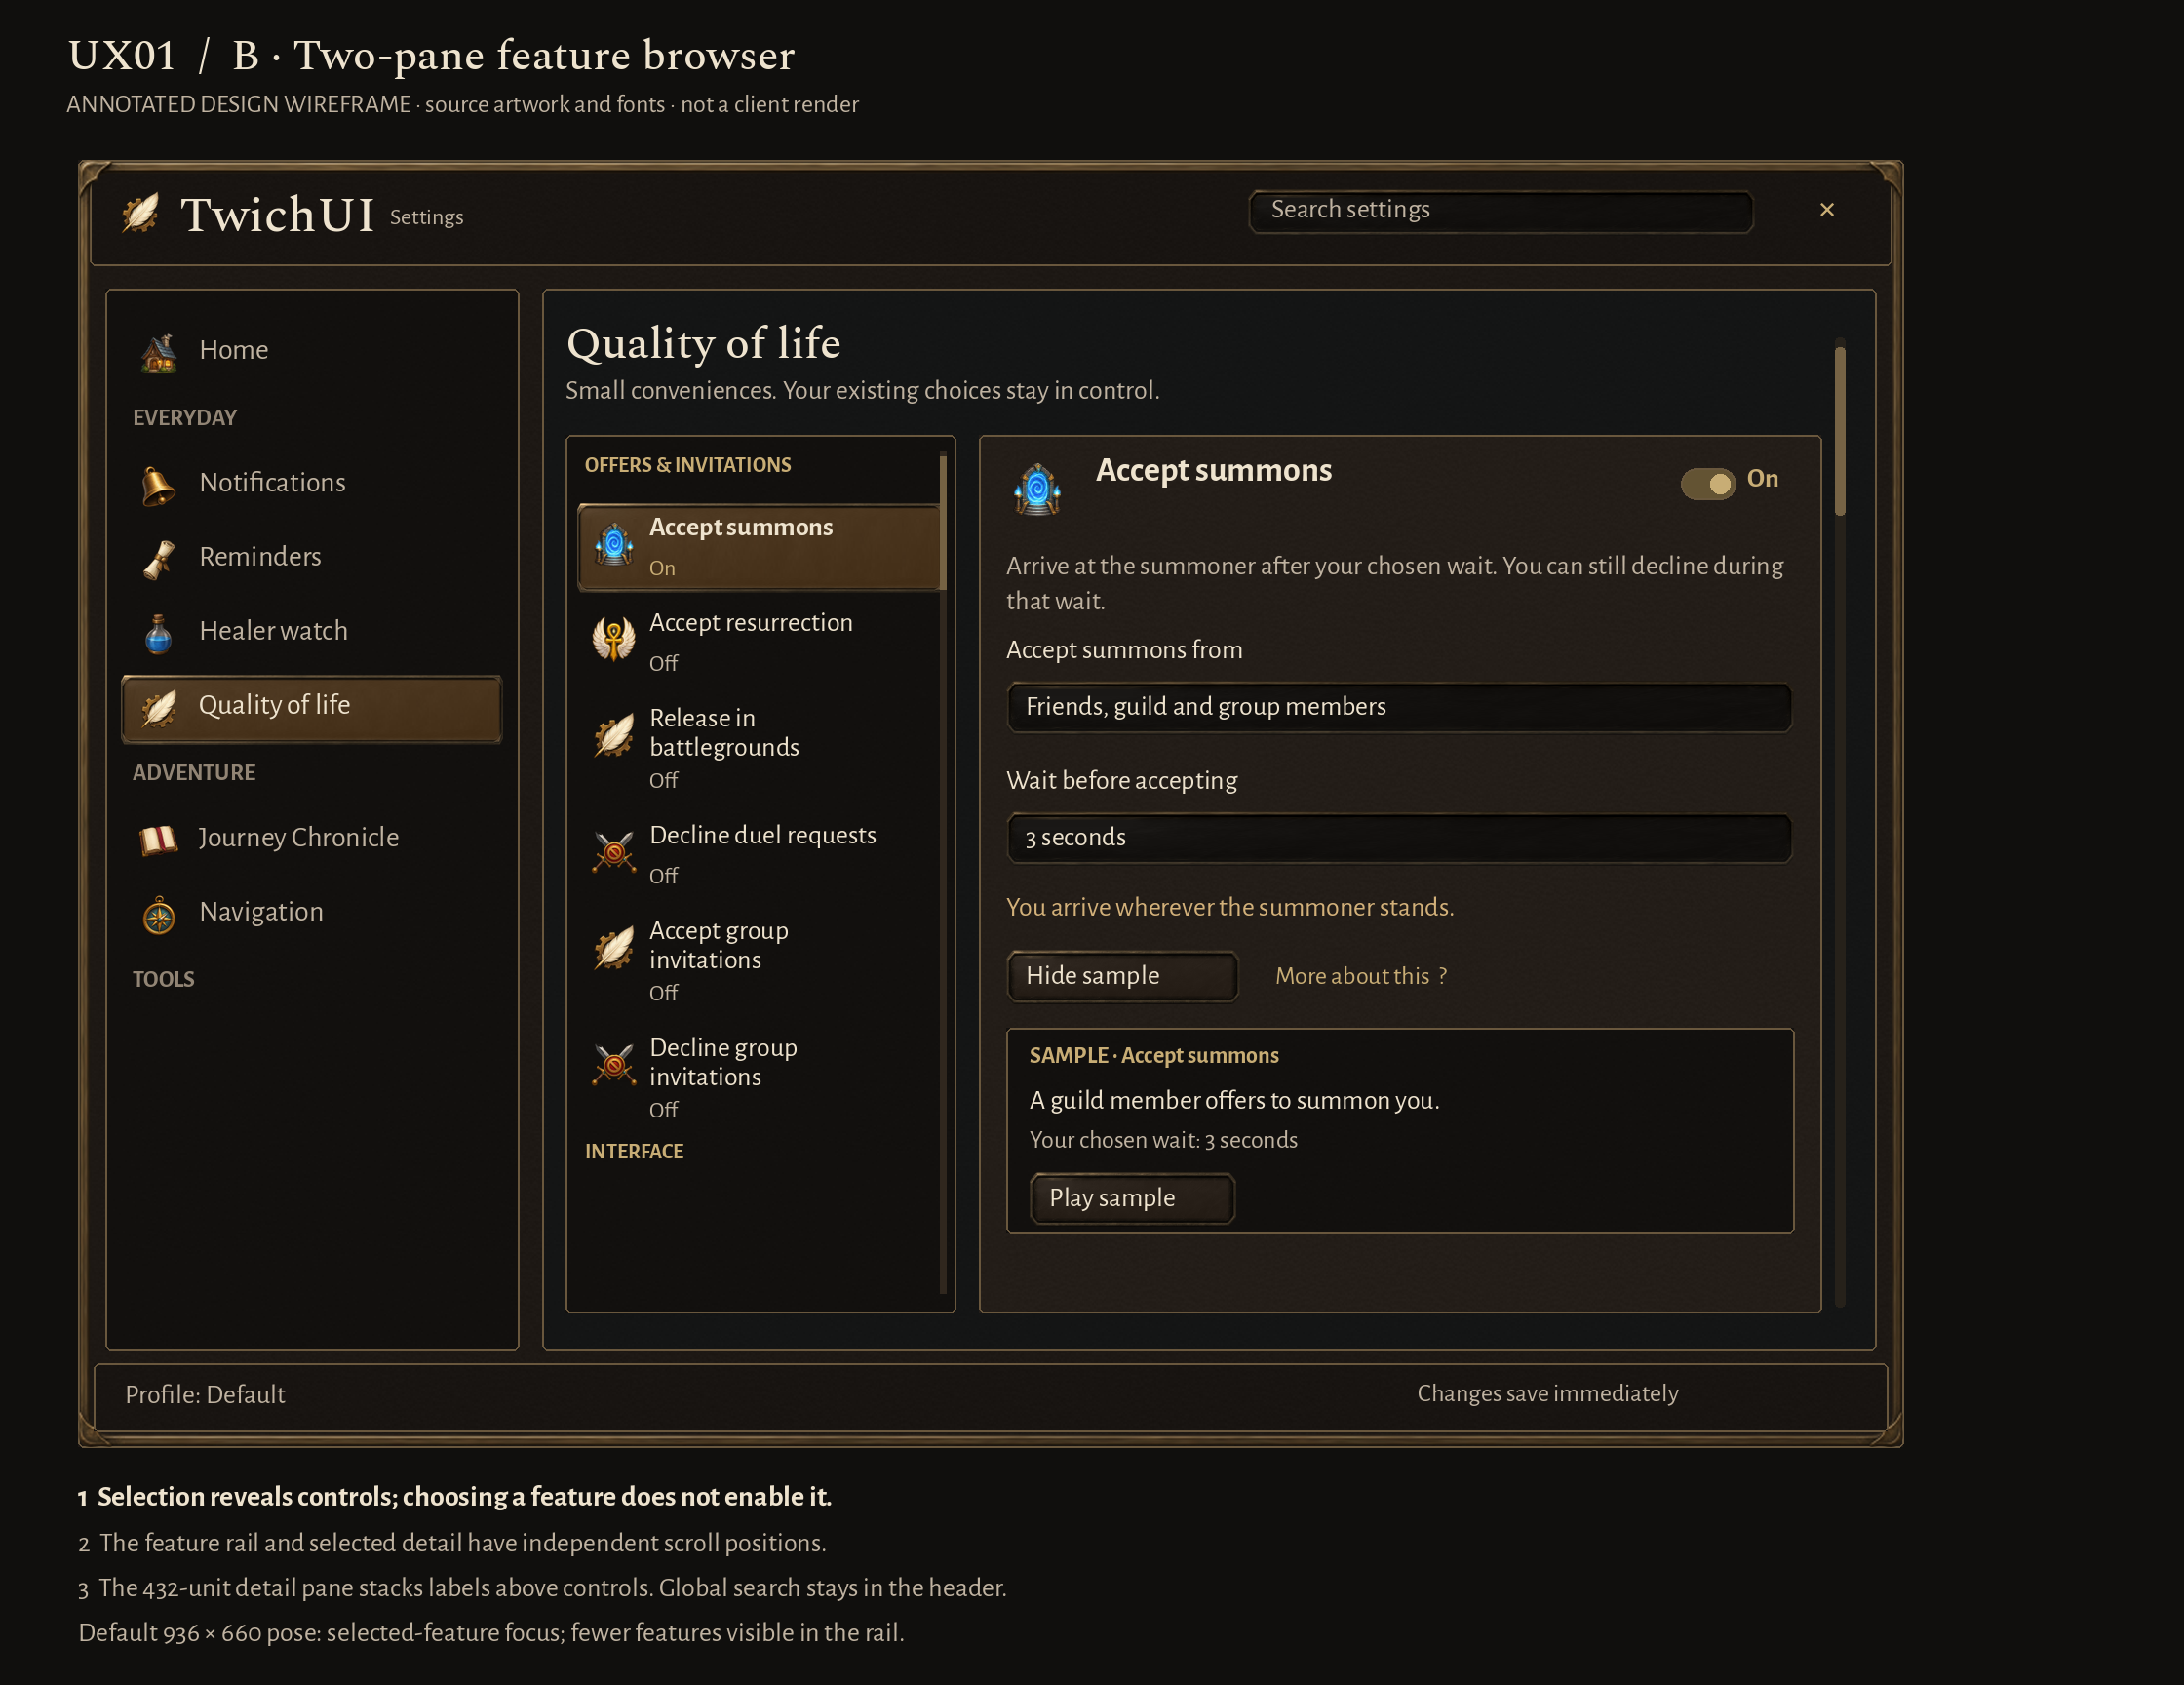 UX01 / B · Two-pane feature browser
ANNOTATED DESIGN WIREFRAME · source artwork and fonts · not a client render
TwichUI Settings
Search settings
×
Home
EVERYDAY
Notifications
Reminders
Healer watch
Quality of life
ADVENTURE
Journey Chronicle
Navigation
TOOLS
Quality of life
Small conveniences. Your existing choices stay in control.
OFFERS & INVITATIONS
Accept summons
On
Accept resurrection
Off
Release in
battlegrounds
Off
Decline duel requests
Off
Accept group
invitations
Off
Decline group
invitations
Off
INTERFACE
Accept summons
On
Arrive at the summoner after your chosen wait. You can still decline during
that wait.
Accept summons from
Friends, guild and group members
Wait before accepting
3 seconds
You arrive wherever the summoner stands.
Hide sample
More about this ?
SAMPLE · Accept summons
A guild member offers to summon you.
Your chosen wait: 3 seconds
Play sample
Profile: Default
Changes save immediately
1 Selection reveals controls; choosing a feature does not enable it.
2 The feature rail and selected detail have independent scroll positions.
3 The 432-unit detail pane stacks labels above controls. Global search stays in the header.
Default 936 × 660 pose: selected-feature focus; fewer features visible in the rail.